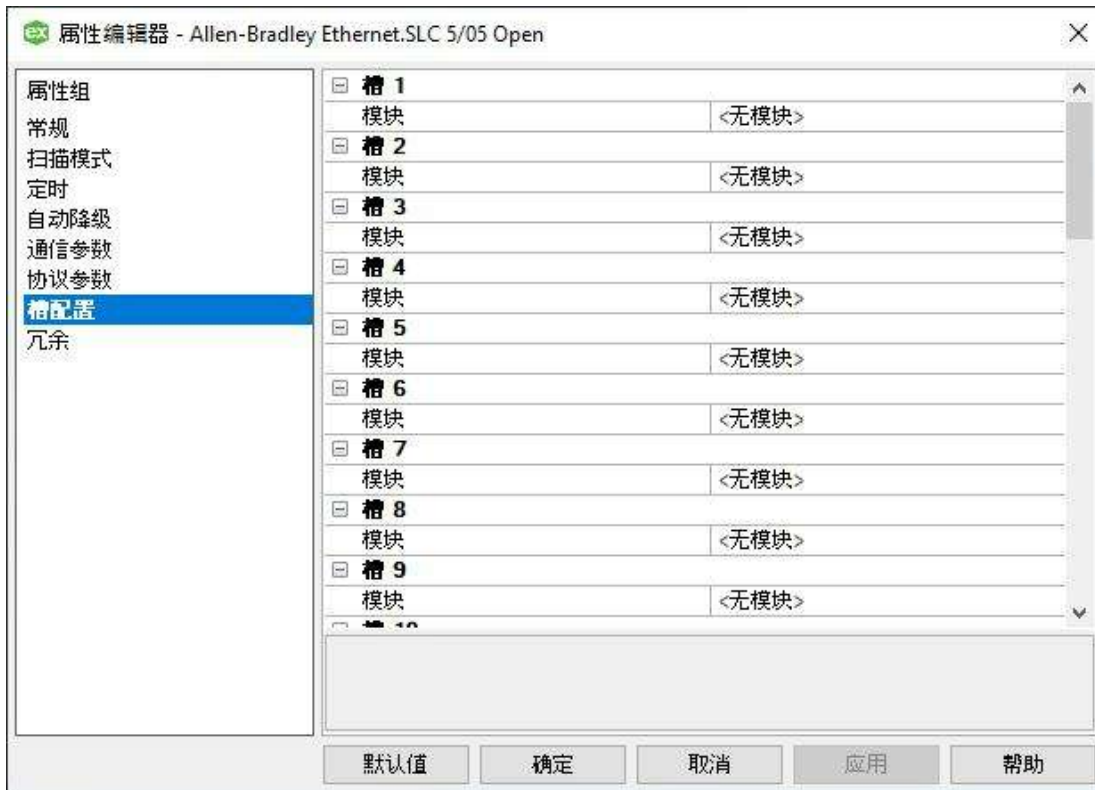 ex 属性编辑器 - Allen-Bradley Ethernet.SLC 5/05 Open
属性组
常规
扫描模式
定时
自动降级
通信参数
协议参数
槽配置
冗余
槽 1
模块 <无模块>
槽 2
模块 <无模块>
槽 3
模块 <无模块>
槽 4
模块 <无模块>
槽 5
模块 <无模块>
槽 6
模块 <无模块>
槽 7
模块 <无模块>
槽 8
模块 <无模块>
槽 9
模块 <无模块>
槽 10
默认值 确定 取消 应用 帮助